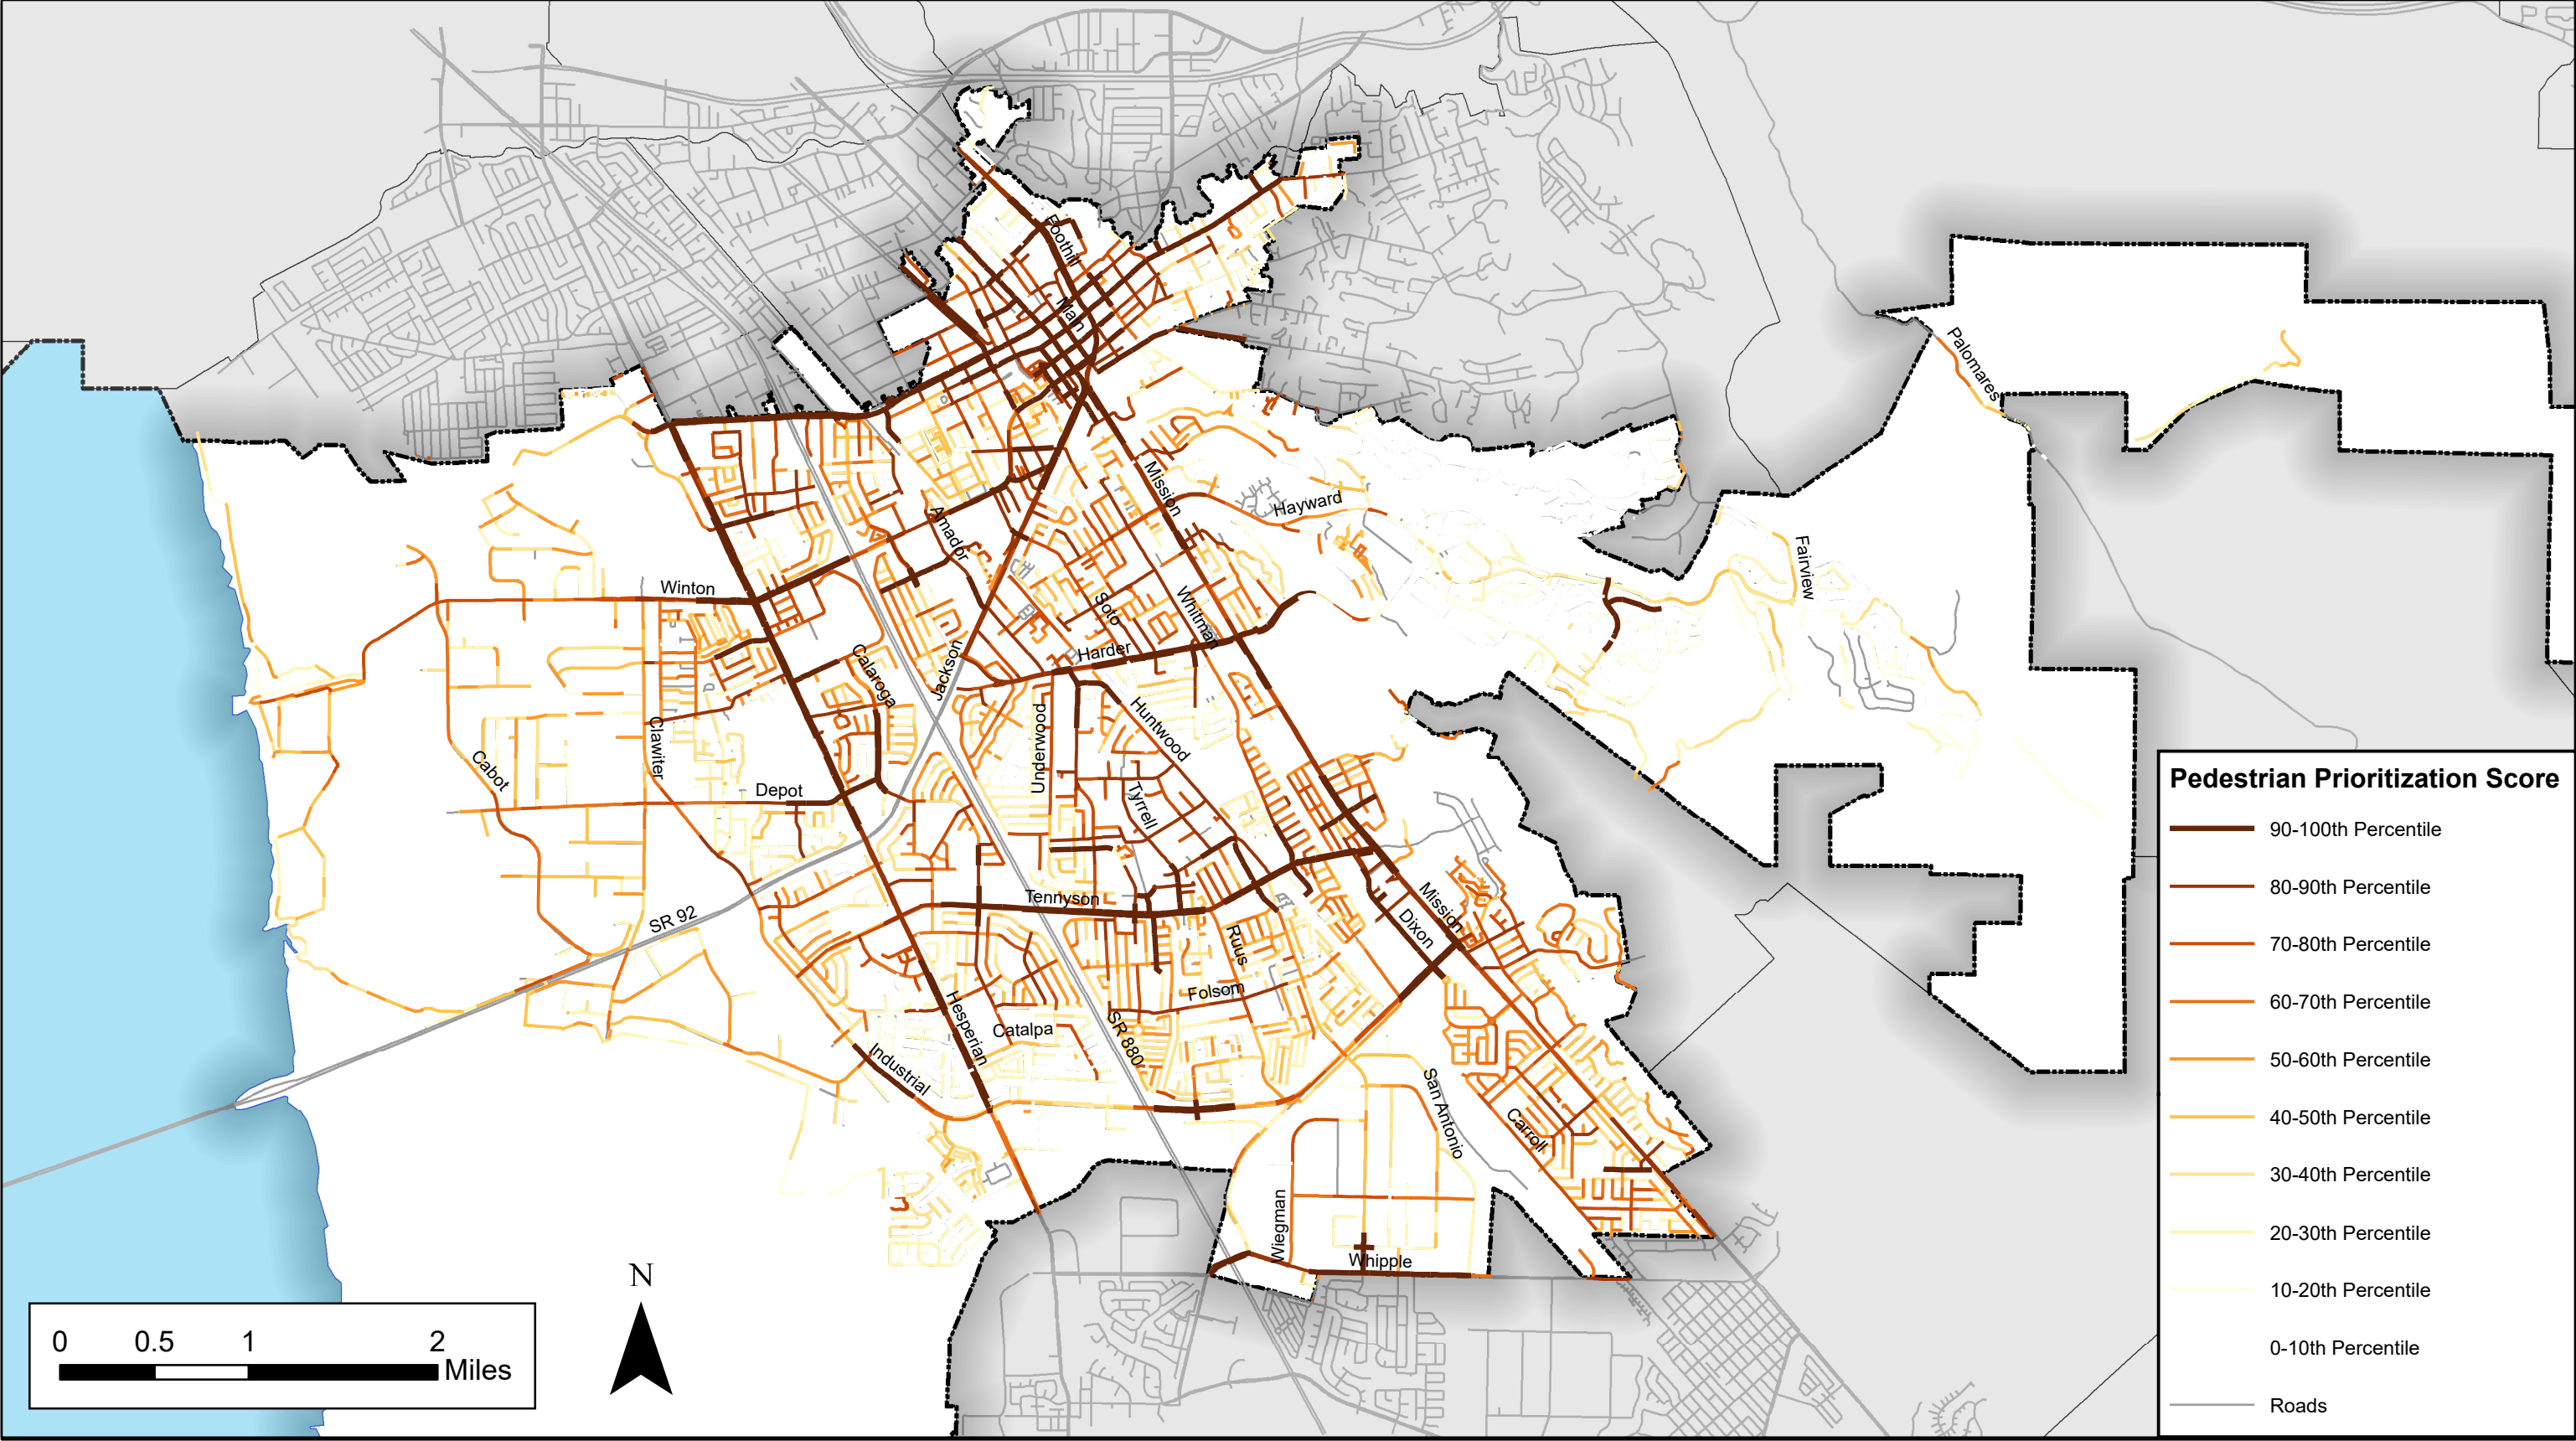 Foothill
Main
Palomares
Mission
Hayward
Amador
Fairview
Winton
Soto
Whitman
Harder
Calaroga
Jackson
Underwood
Huntwood
Clawiter
Cabot
Depot
Tyrrell
Tennyson
SR 92
Mission
Dixon
Ruus
Folsom
Hesperian
Catalpa
SR 880
Industrial
San Antonio
Carroll
Wiegman
Whipple
N
0 0.5 1 2
Miles
Pedestrian Prioritization Score
90-100th Percentile
80-90th Percentile
70-80th Percentile
60-70th Percentile
50-60th Percentile
40-50th Percentile
30-40th Percentile
20-30th Percentile
10-20th Percentile
0-10th Percentile
Roads